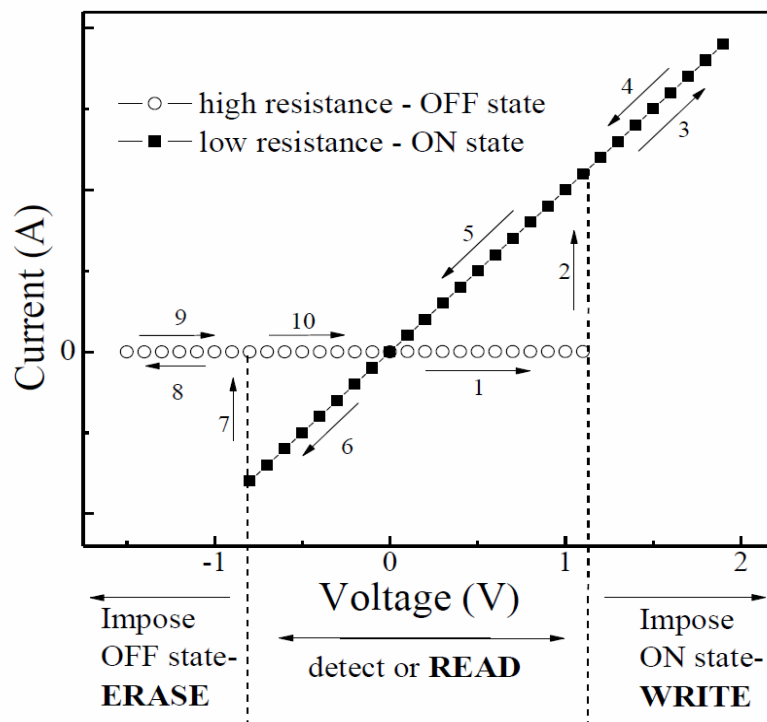 high resistance - OFF state
low resistance - ON state
4
3
5
2
Current (A)
9
10
0
8
1
7
6
-1
0
1
2
Voltage (V)
Impose
OFF state-
ERASE
detect or READ
Impose
ON state-
WRITE